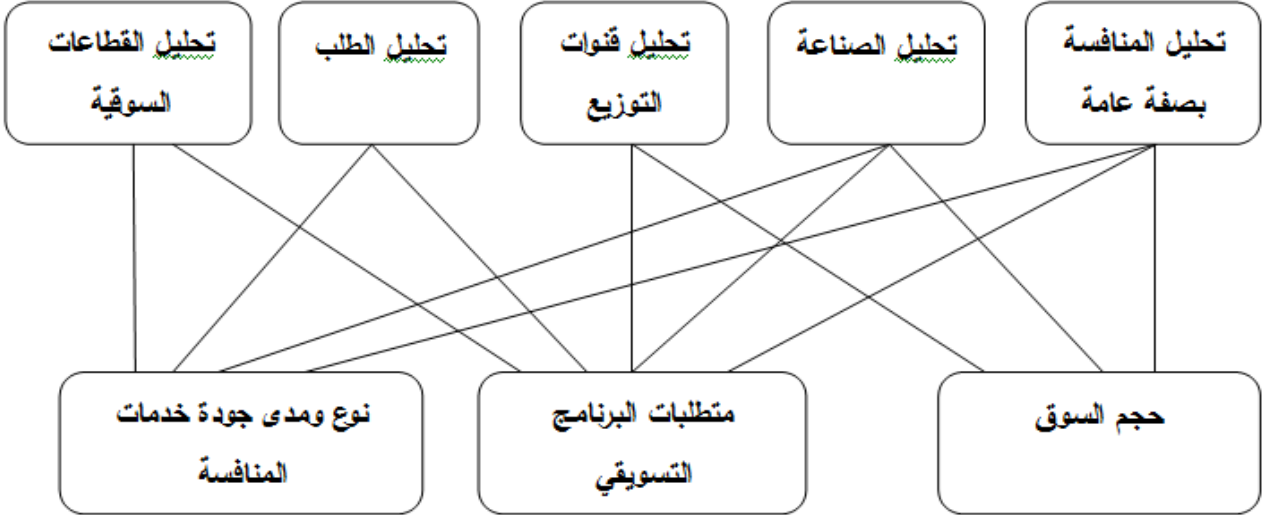 تحليل المنافسة
بصفة عامة
تحليل الصناعة
تحليل قنوات
التوزيع
تحليل الطلب
تحليل القطاعات
السوقية
حجم السوق
متطلبات البرنامج
التسويقي
نوع ومدى جودة خدمات
المنافسة